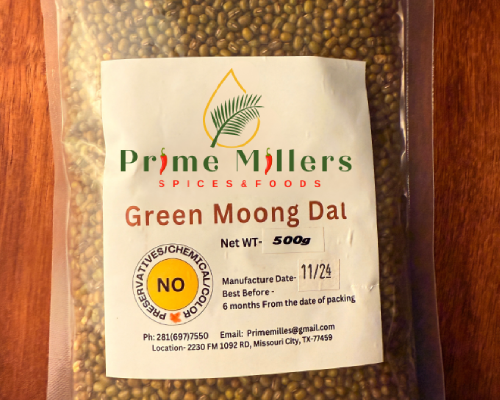 Prime Millers
SPICES&FOODS
Green Moong Dal
Net WT- 500g
PRESERVATIVES/CHEMICAL/COLOR
NO
Manufacture Date- 11/24
Best Before -
6 months From the date of packing
Ph: 281(697)7550 Email: Primemilles@gmail.com
Location- 2230 FM 1092 RD, Missouri City, TX-77459